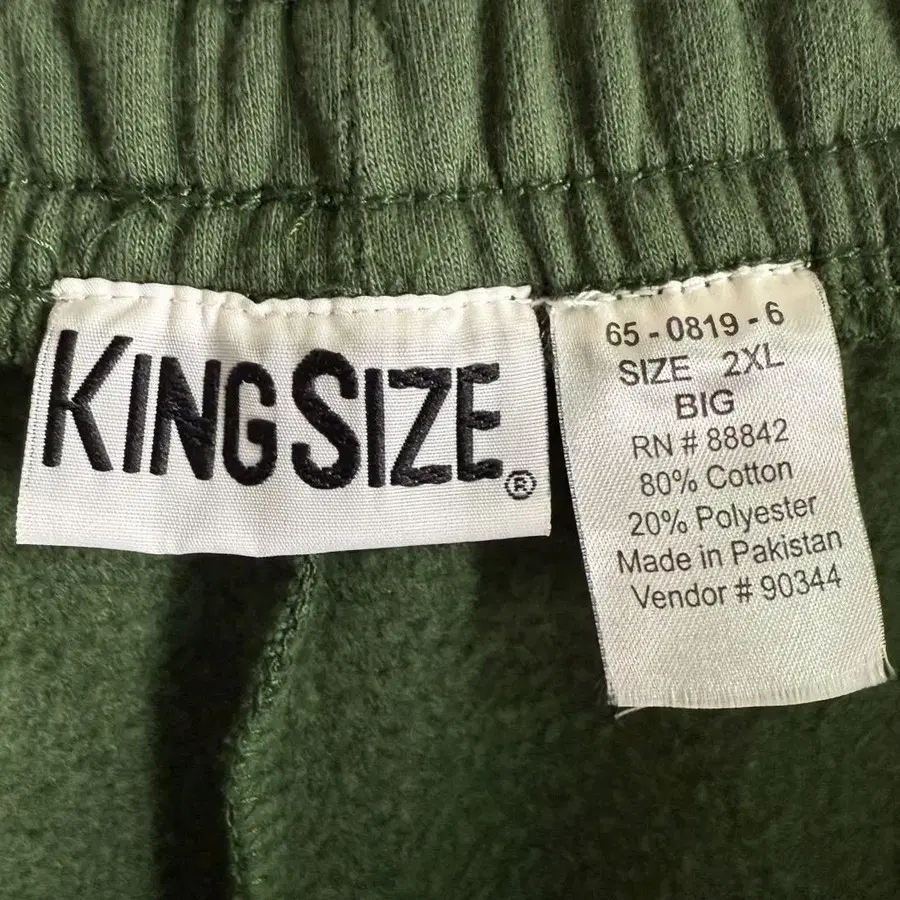 KINGSIZE®
65-0819-6
SIZE 2XL
BIG
RN # 88842
80% Cotton
20% Polyester
Made in Pakistan
Vendor # 90344